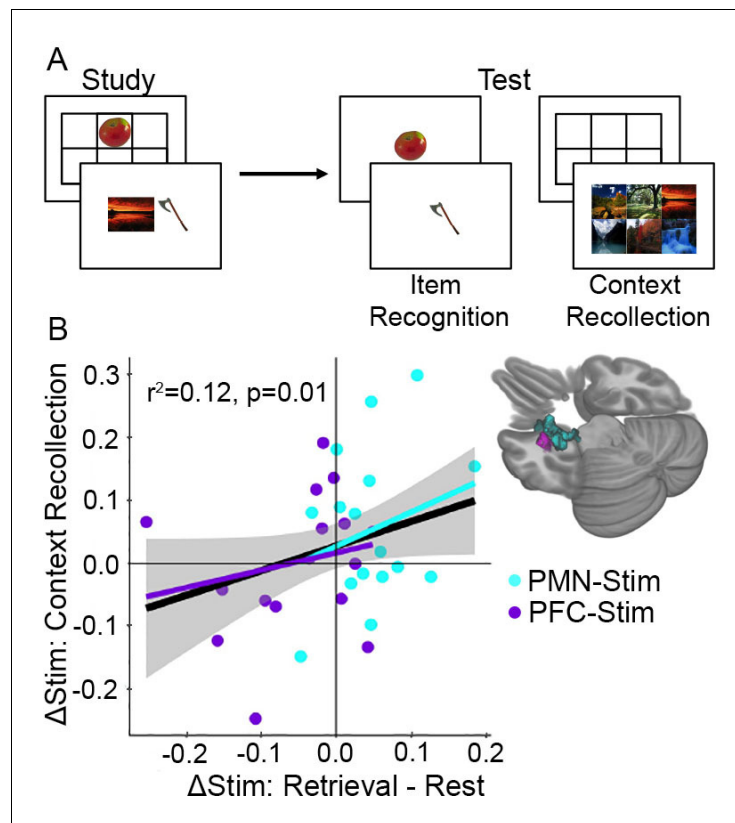 A
Study
Test
Item
Recognition
Context
Recollection
B
r²=0.12, p=0.01
ΔStim: Context Recollection
0.3
0.2
0.1
0.0
-0.1
-0.2
-0.2
-0.1
0.0
0.1
0.2
ΔStim: Retrieval - Rest
PMN-Stim
PFC-Stim